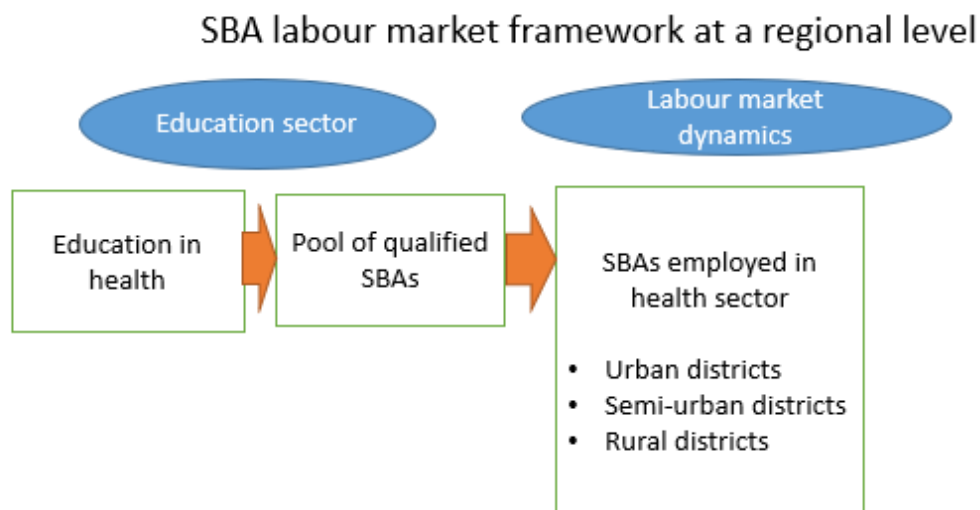 SBA labour market framework at a regional level
Education sector
Labour market
dynamics
Education in
health
Pool of qualified
SBAs
SBAs employed in
health sector
• Urban districts
• Semi-urban districts
• Rural districts